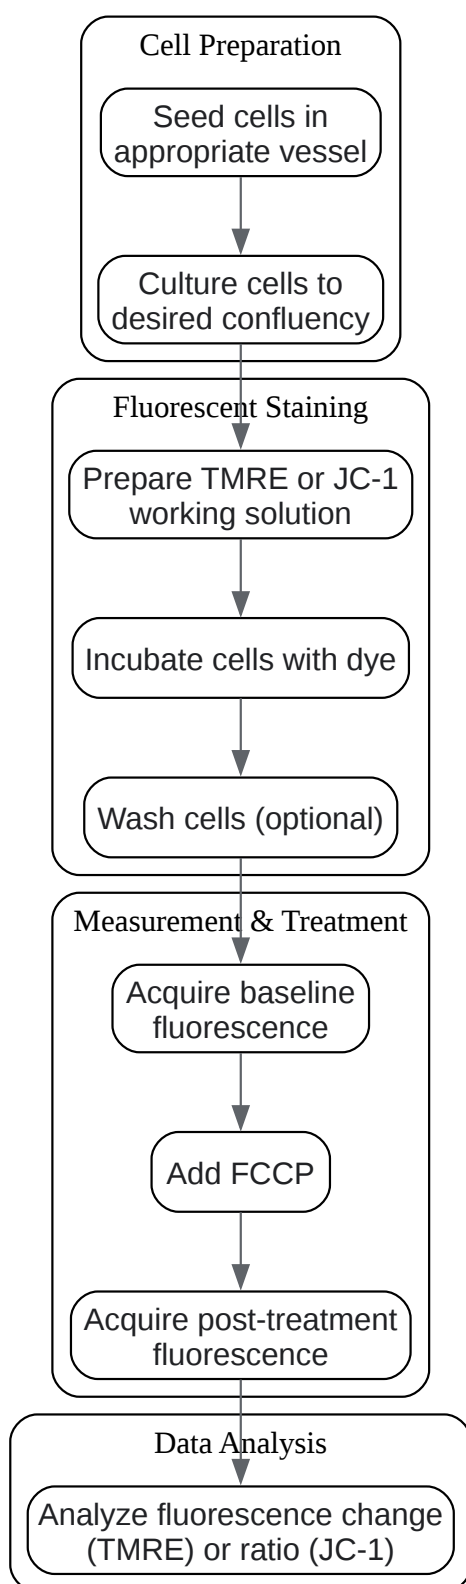 Cell Preparation
Seed cells in
appropriate vessel
Culture cells to
desired confluency
Fluorescent Staining
Prepare TMRE or JC-1
working solution
Incubate cells with dye
Wash cells (optional)
Measurement & Treatment
Acquire baseline
fluorescence
Add FCCP
Acquire post-treatment
fluorescence
Data Analysis
Analyze fluorescence change
(TMRE) or ratio (JC-1)